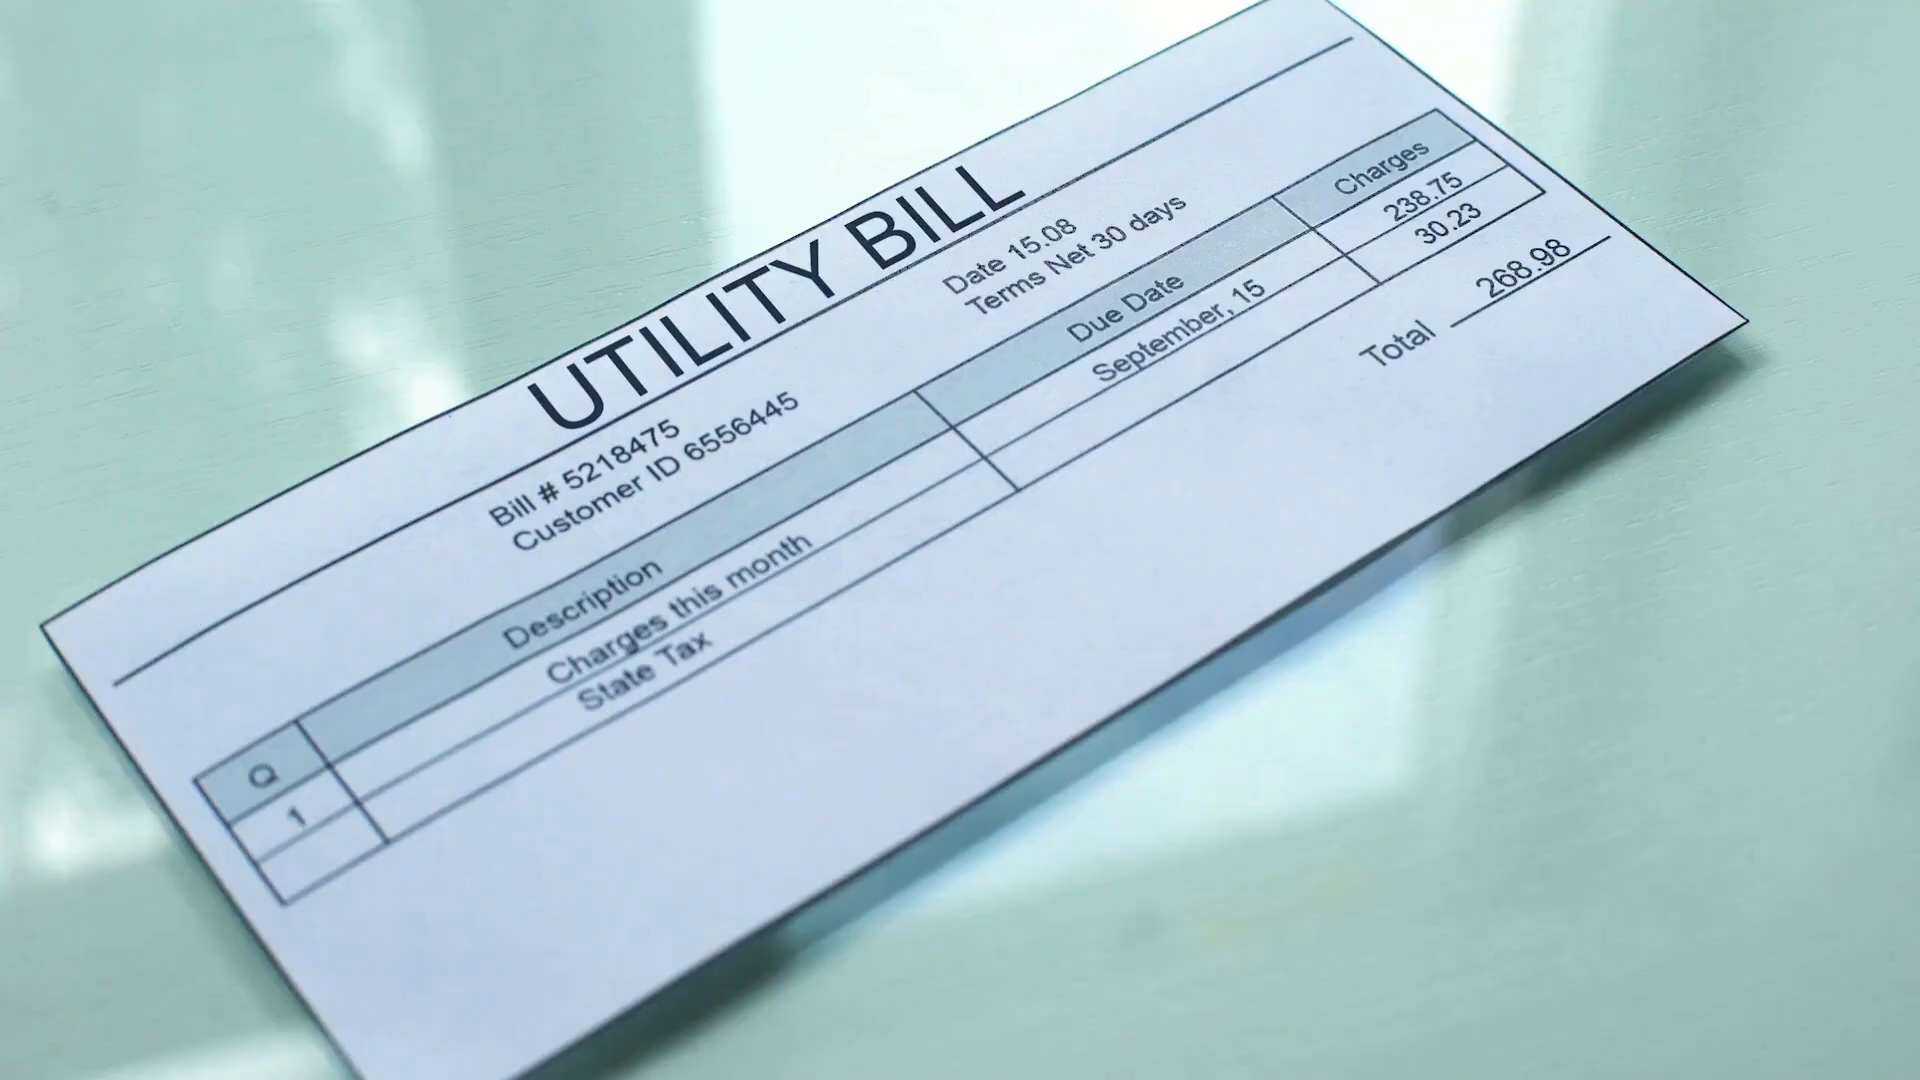 UTILITY BILL
Bill # 5218475 Date 15.08
Customer ID 6556445 Terms Net 30 days
Q Description Due Date Charges
1 Charges this month September, 15 238.75
State Tax 30.23
Total 268.98